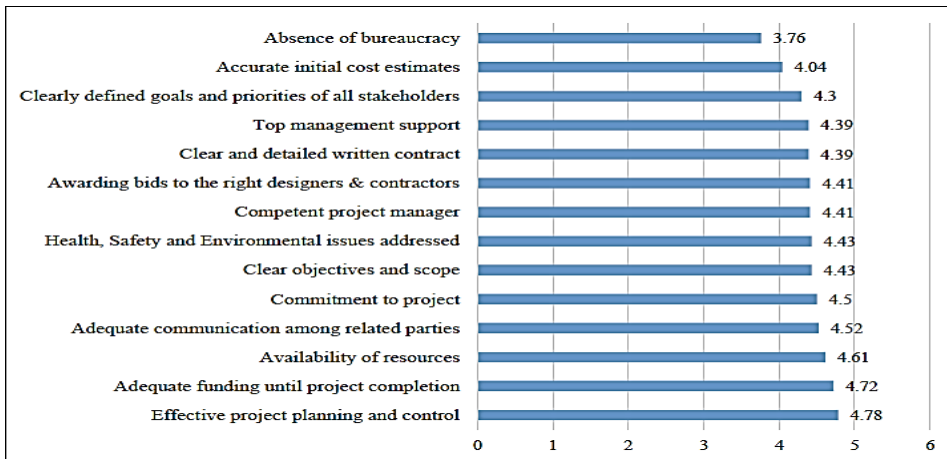 Absence of bureaucracy 3.76
Accurate initial cost estimates 4.04
Clearly defined goals and priorities of all stakeholders 4.3
Top management support 4.39
Clear and detailed written contract 4.39
Awarding bids to the right designers & contractors 4.41
Competent project manager 4.41
Health, Safety and Environmental issues addressed 4.43
Clear objectives and scope 4.43
Commitment to project 4.5
Adequate communication among related parties 4.52
Availability of resources 4.61
Adequate funding until project completion 4.72
Effective project planning and control 4.78
0 1 2 3 4 5 6